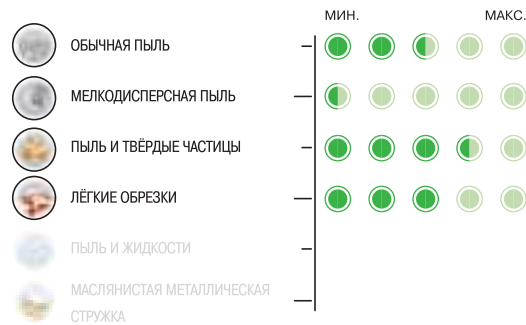 МИН. МАКС.
ОБЫЧНАЯ ПЫЛЬ
МЕЛКОДИСПЕРСНАЯ ПЫЛЬ
ПЫЛЬ И ТВЁРДЫЕ ЧАСТИЦЫ
ЛЁГКИЕ ОБРЕЗКИ
ПЫЛЬ И ЖИДКОСТИ
МАСЛЯНИСТАЯ МЕТАЛЛИЧЕСКАЯ
СТРУЖКА